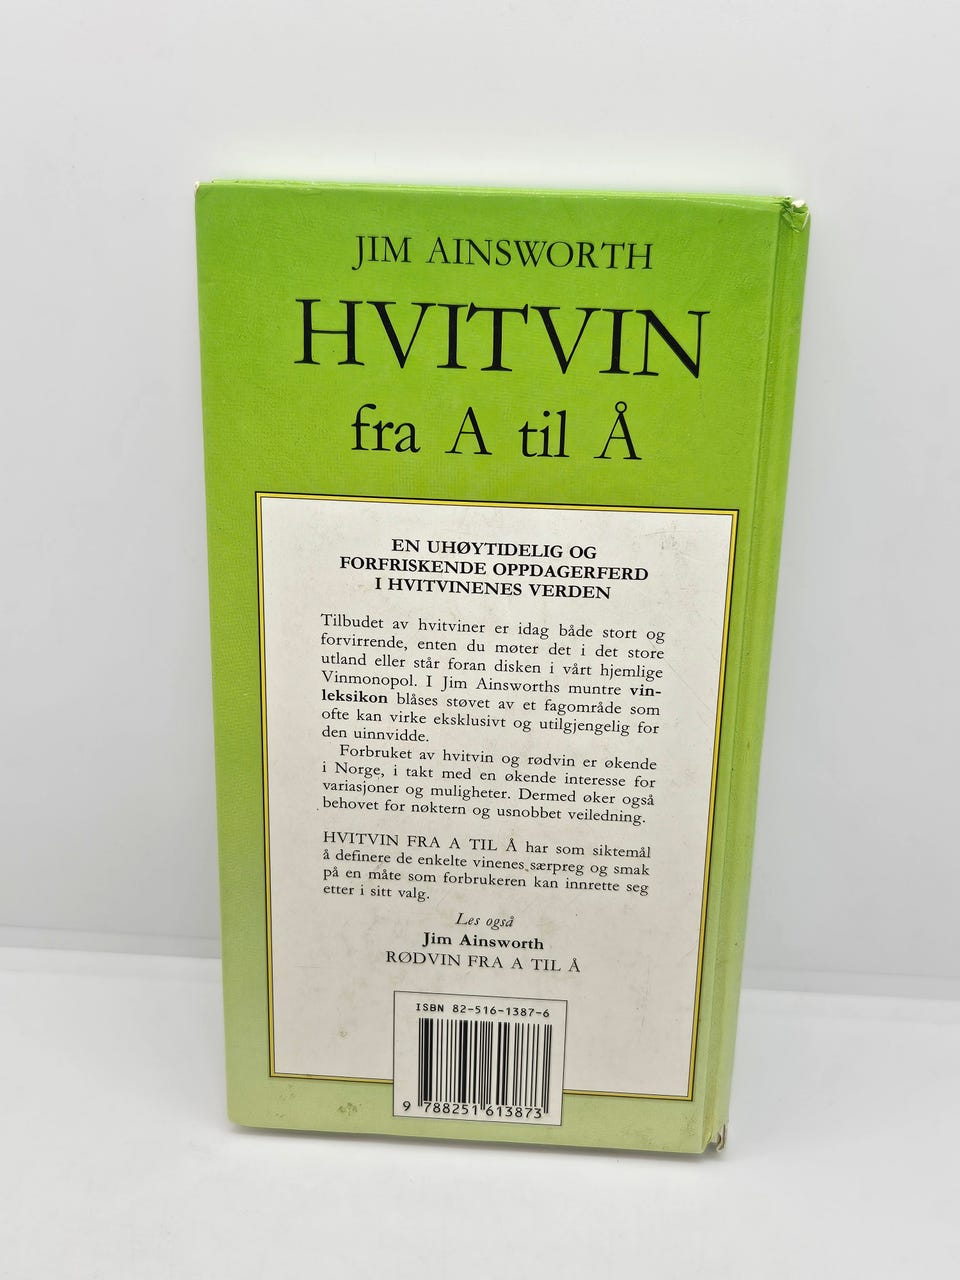 JIM AINSWORTH
HVITVIN
fra A til Å
EN UHØYTIDELIG OG
FORFRISKENDE OPPDAGERFERD
I HVITVINENES VERDEN
Tilbudet av hvitviner er idag både stort og
forvirrende, enten du møter det i det store
utland eller står foran disken i vårt hjemlige
Vinmonopol. I Jim Ainsworths muntre vin-
leksikon blåses støvet av et fagområde som
ofte kan virke eksklusivt og utilgjengelig for
den uinnvidde.
Forbruket av hvitvin og rødvin er økende
i Norge, i takt med en økende interesse for
variasjoner og muligheter. Dermed øker også
behovet for nøktern og usnobbet veiledning.
HVITVIN FRA A TIL Å har som siktemål
å definere de enkelte vinenes særpreg og smak
på en måte som forbrukeren kan innrette seg
etter i sitt valg.
Les også
Jim Ainsworth
RØDVIN FRA A TIL Å
ISBN 82-516-1387-6
9 788251 613873